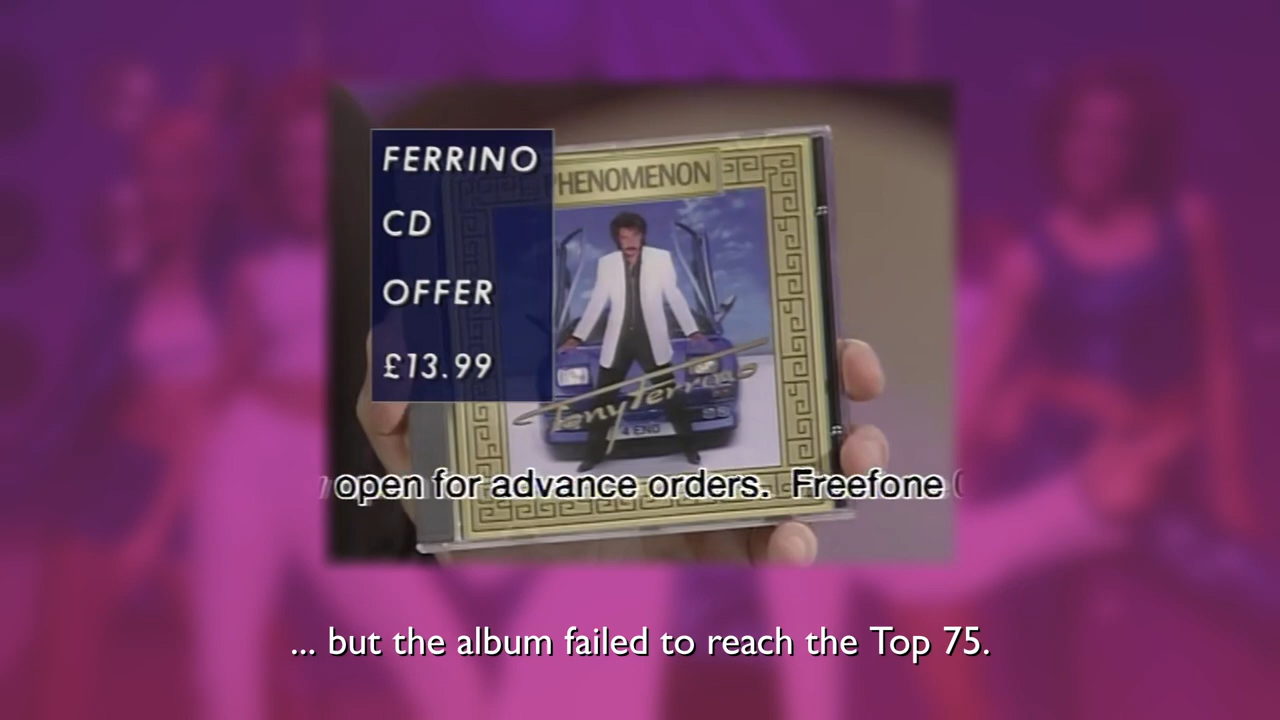 FERRINO
CD
OFFER
£13.99
PHENOMENON
Tony Ferrino
open for advance orders. Freefone
... but the album failed to reach the Top 75.